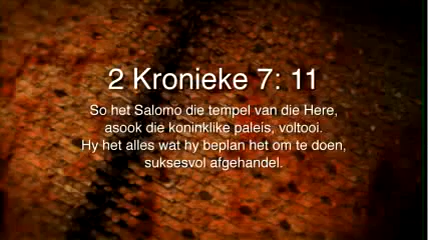 2 Kronieke 7: 11
So het Salomo die tempel van die Here,
asook die koninklike paleis, voltooi.
Hy het alles wat hy beplan het om te doen,
suksesvol afgehandel.